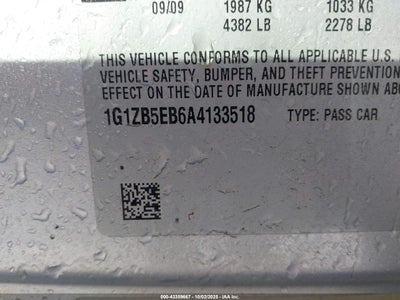 09/09 1987 KG 1033 KG
4382 LB 2278 LB
THIS VEHICLE CONFORMS TO ALL APPLICABLE U.S.
VEHICLE SAFETY, BUMPER, AND THEFT PREVENTION
EFFECT ON THE DATE OF MANUFACTURE SHOWN ABO
1G1ZB5EB6A4133518 TYPE: PASS CAR
000-43359667 - 10/02/2025 - IAA Inc.